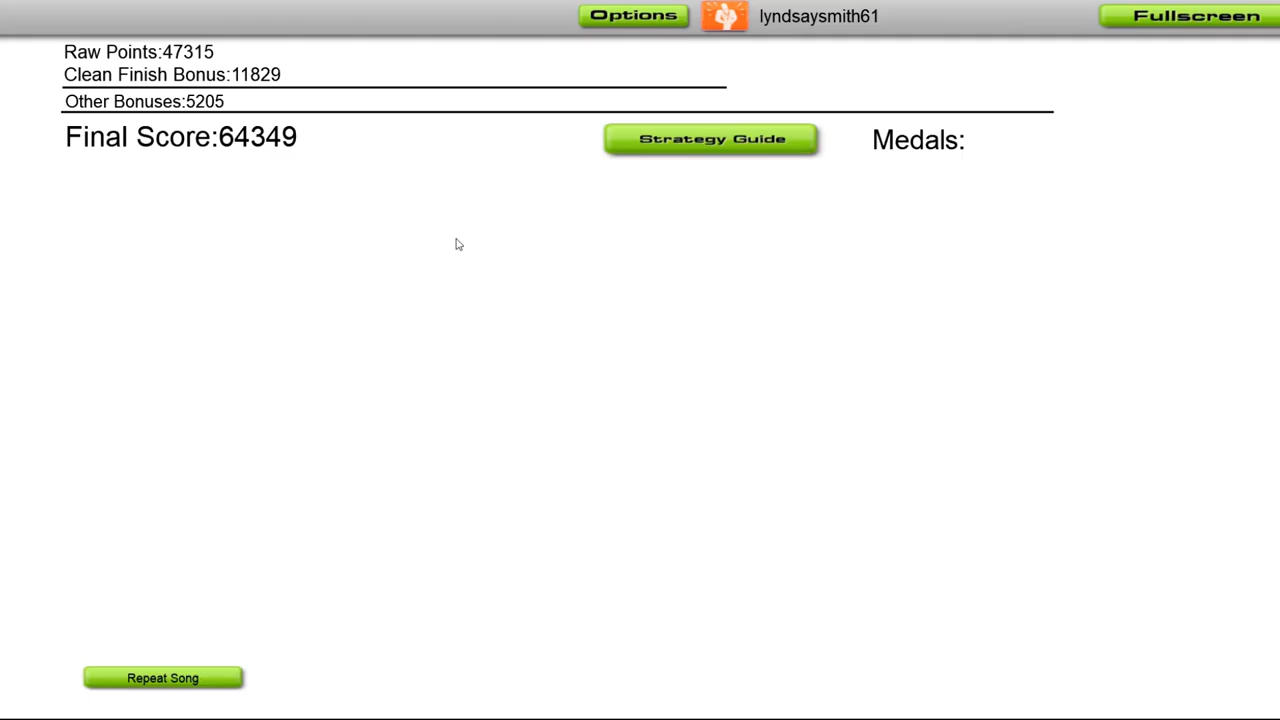 Options
lyndsaysmith61
Fullscreen
Raw Points:47315
Clean Finish Bonus:11829
Other Bonuses:5205
Final Score:64349
Strategy Guide
Medals:
Repeat Song